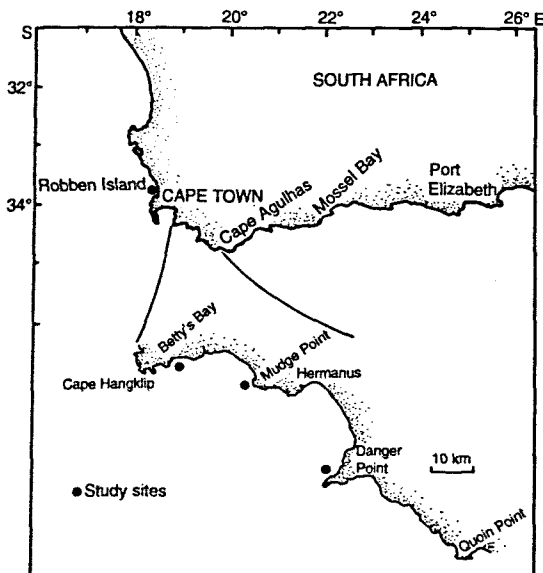 18° 20° 22° 24° 26° E
S
32°
34°
SOUTH AFRICA
Robben Island
CAPE TOWN
Cape Agulhas
Mossel Bay
Port
Elizabeth
Betty's Bay
Cape Hangklip
Mudge Point
Hermanus
Danger
Point
10 km
Study sites
Quoin Point